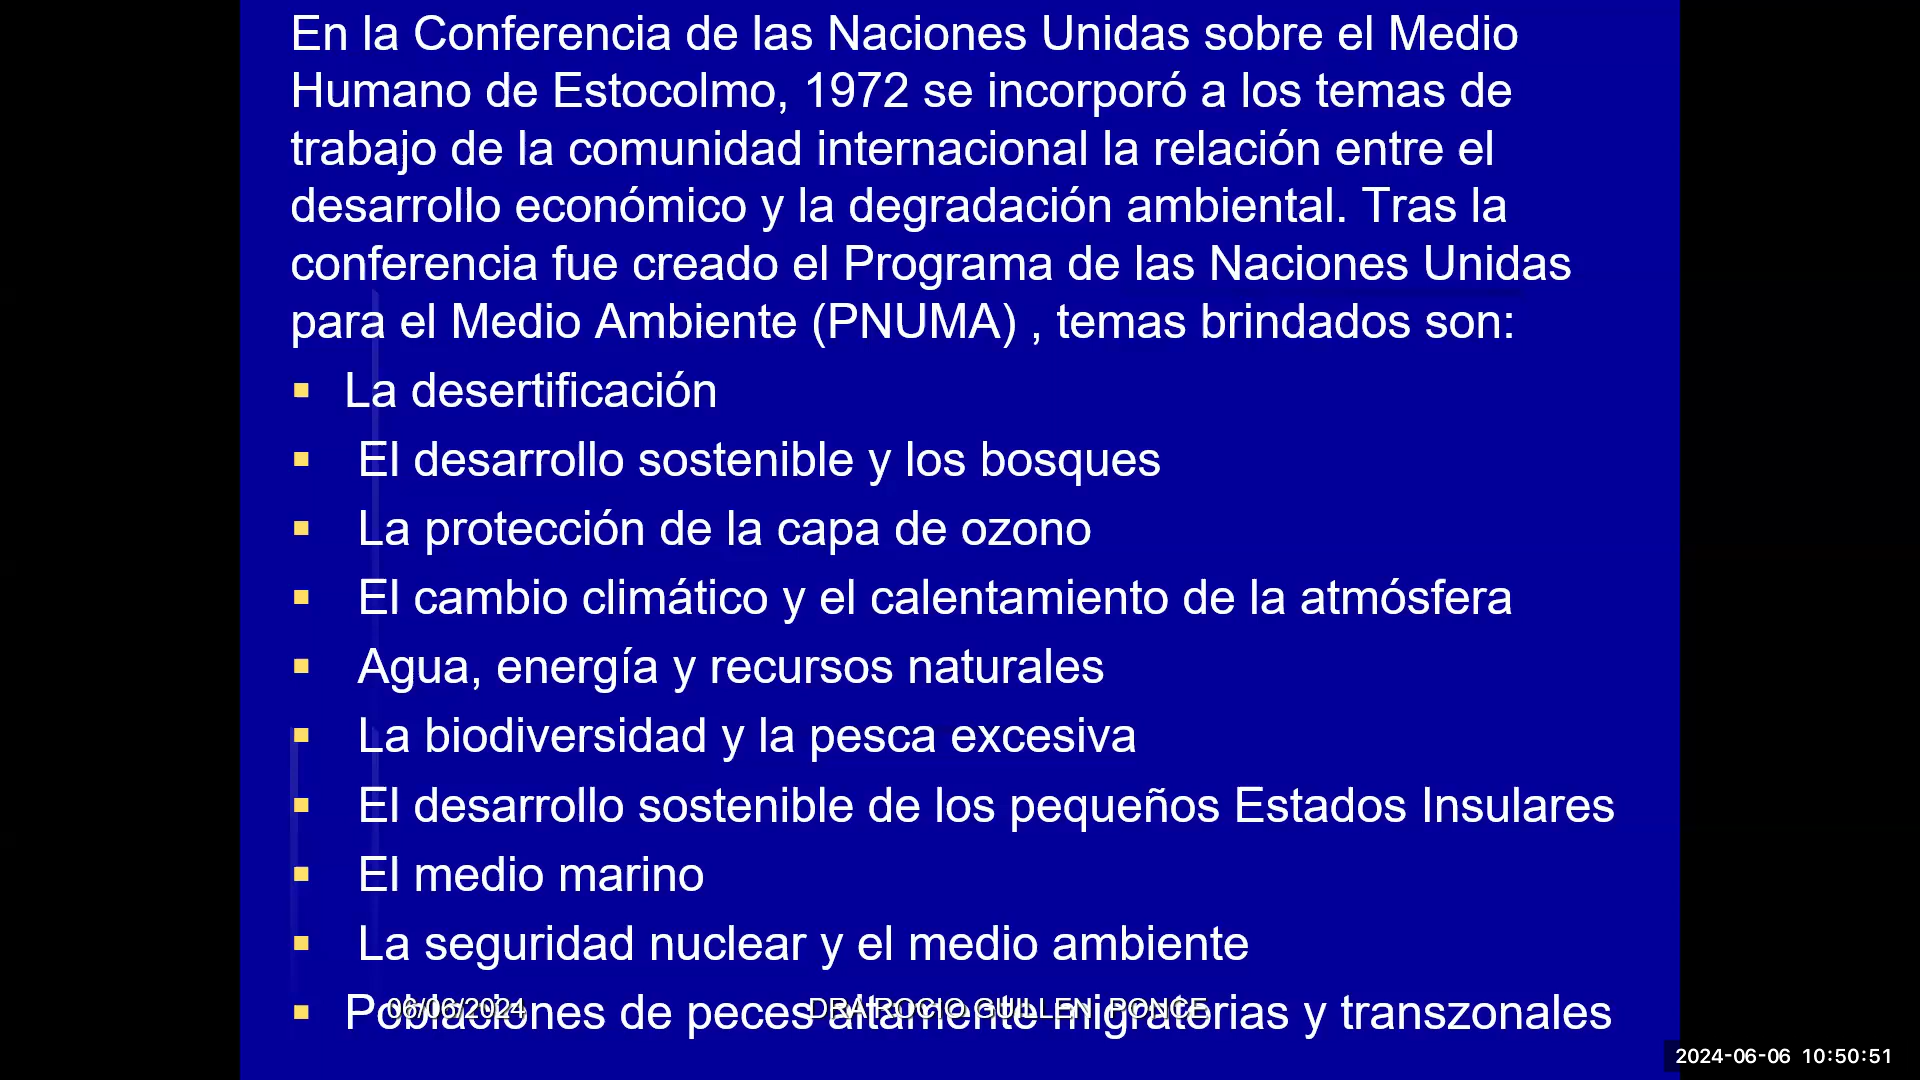 En la Conferencia de las Naciones Unidas sobre el Medio
Humano de Estocolmo, 1972 se incorporó a los temas de
trabajo de la comunidad internacional la relación entre el
desarrollo económico y la degradación ambiental. Tras la
conferencia fue creado el Programa de las Naciones Unidas
para el Medio Ambiente (PNUMA) , temas brindados son:
▪ La desertificación
▪ El desarrollo sostenible y los bosques
▪ La protección de la capa de ozono
▪ El cambio climático y el calentamiento de la atmósfera
▪ Agua, energía y recursos naturales
▪ La biodiversidad y la pesca excesiva
▪ El desarrollo sostenible de los pequeños Estados Insulares
▪ El medio marino
▪ La seguridad nuclear y el medio ambiente
▪ Poblaciones de peces altamente migratorias y transzonales
06/06/2024 DRA ROCIO GUILLEN PONCE
2024-06-06 10:50:51